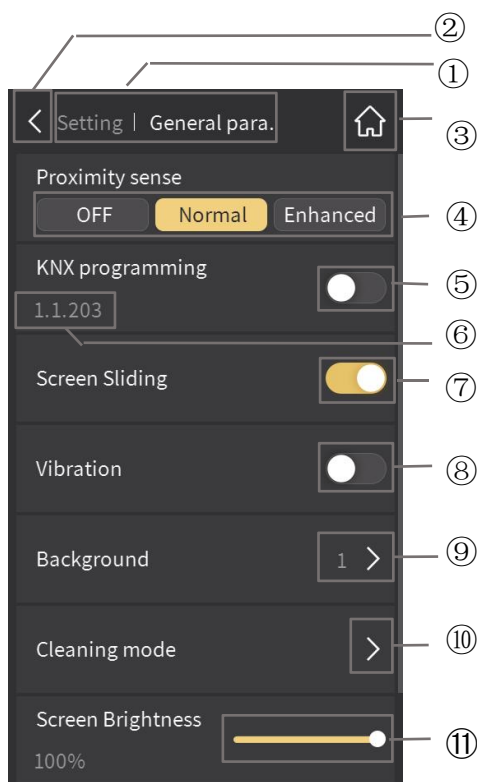 ②
①
Setting | General para.
③
Proximity sense
OFF Normal Enhanced
④
KNX programming
⑤
1.1.203
⑥
Screen Sliding
⑦
Vibration
⑧
Background
1
⑨
Cleaning mode
⑩
Screen Brightness
100%
⑪